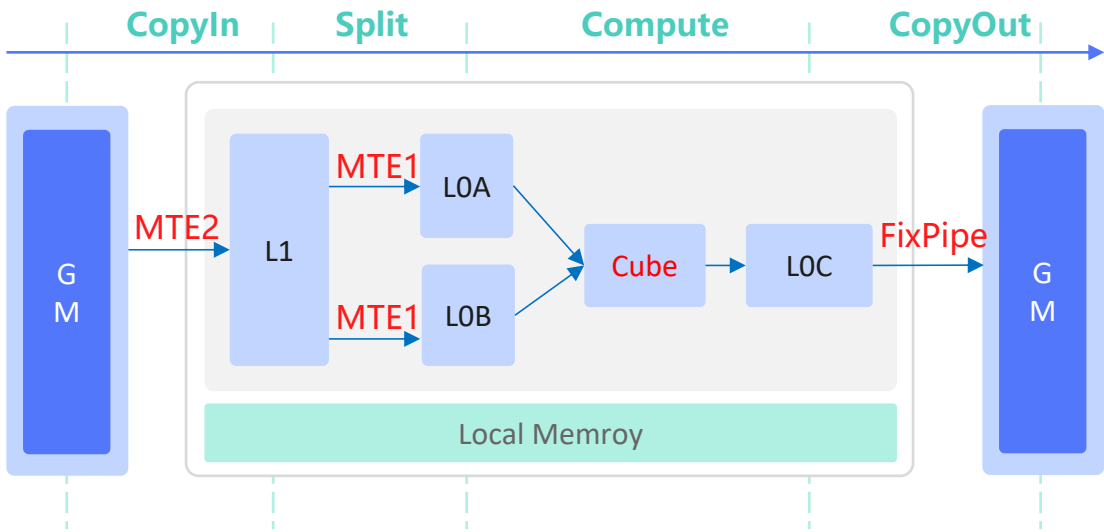 CopyIn
Split
Compute
CopyOut
G
M
MTE2
L1
MTE1
MTE1
L0A
L0B
Cube
L0C
FixPipe
G
M
Local Memroy